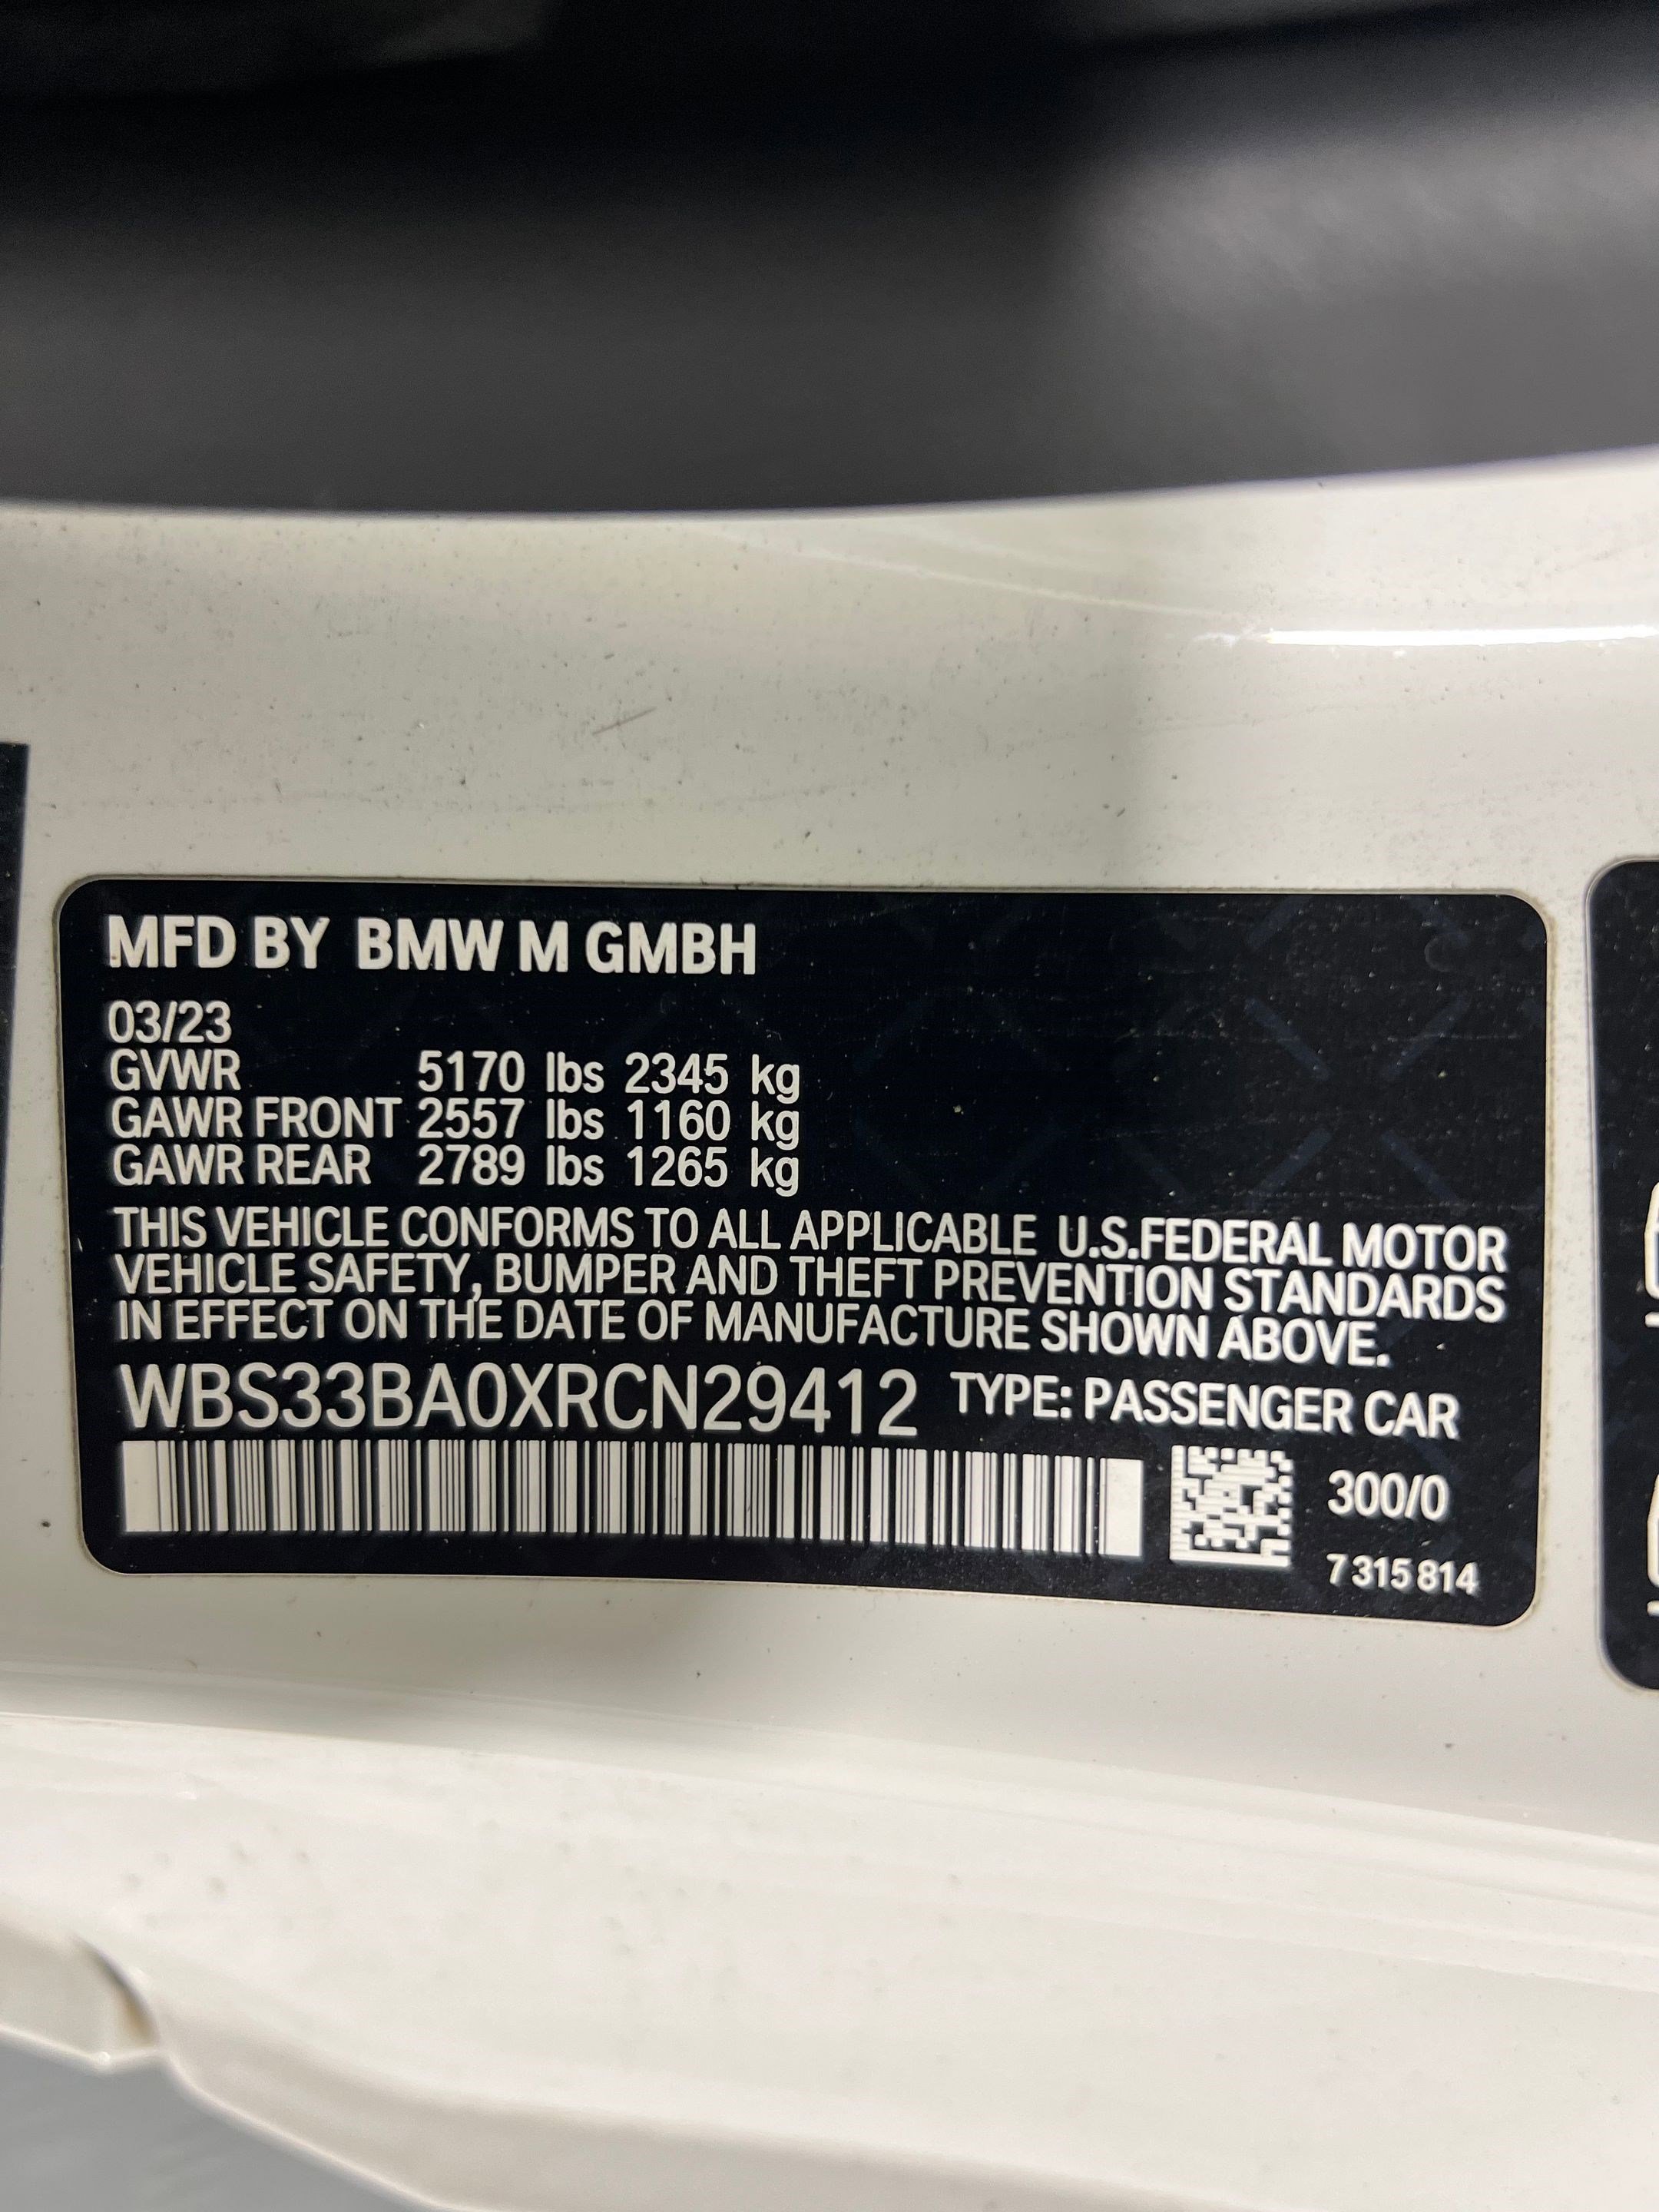 MFD BY BMW M GMBH
03/23
GVWR 5170 lbs 2345 kg
GAWR FRONT 2557 lbs 1160 kg
GAWR REAR 2789 lbs 1265 kg
THIS VEHICLE CONFORMS TO ALL APPLICABLE U.S.FEDERAL MOTOR
VEHICLE SAFETY, BUMPER AND THEFT PREVENTION STANDARDS
IN EFFECT ON THE DATE OF MANUFACTURE SHOWN ABOVE.
WBS33BA0XRCN29412 TYPE: PASSENGER CAR
300/0
7 315 814